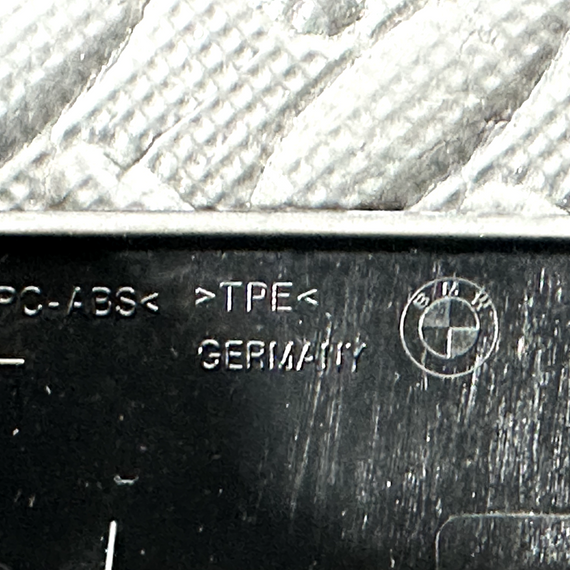 PC-ABS< >TPE<
GERMANY
BMW